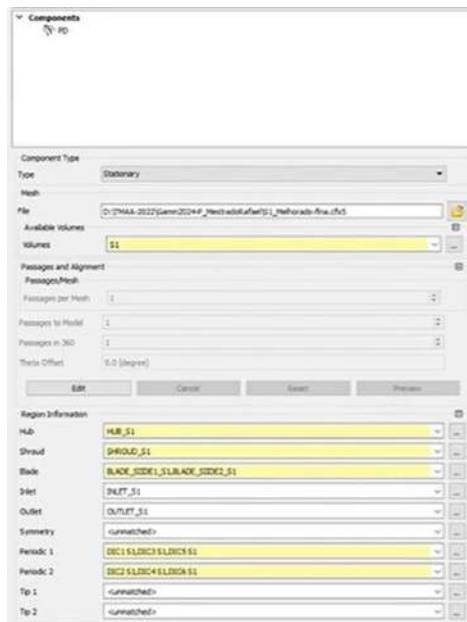 Components
PD
Component Type
Type Stationary
Mesh
File
Available Volumes
Volumes S1
Passages and Alignment
Passages/Mesh
Passages per Mesh 1
Passages to Model 1
Passages in 360 1
Theta Offset 0.0 [degree]
Edit Cancel Reset Preview
Region Information
Hub HUB_S1
Shroud SHROUD_S1
Blade BLADE_SIDE1_S1,BLADE_SIDE2_S1
Inlet INLET_S1
Outlet OUTLET_S1
Symmetry <unmatched>
Periodic 1
Periodic 2
Tip 1 <unmatched>
Tip 2 <unmatched>